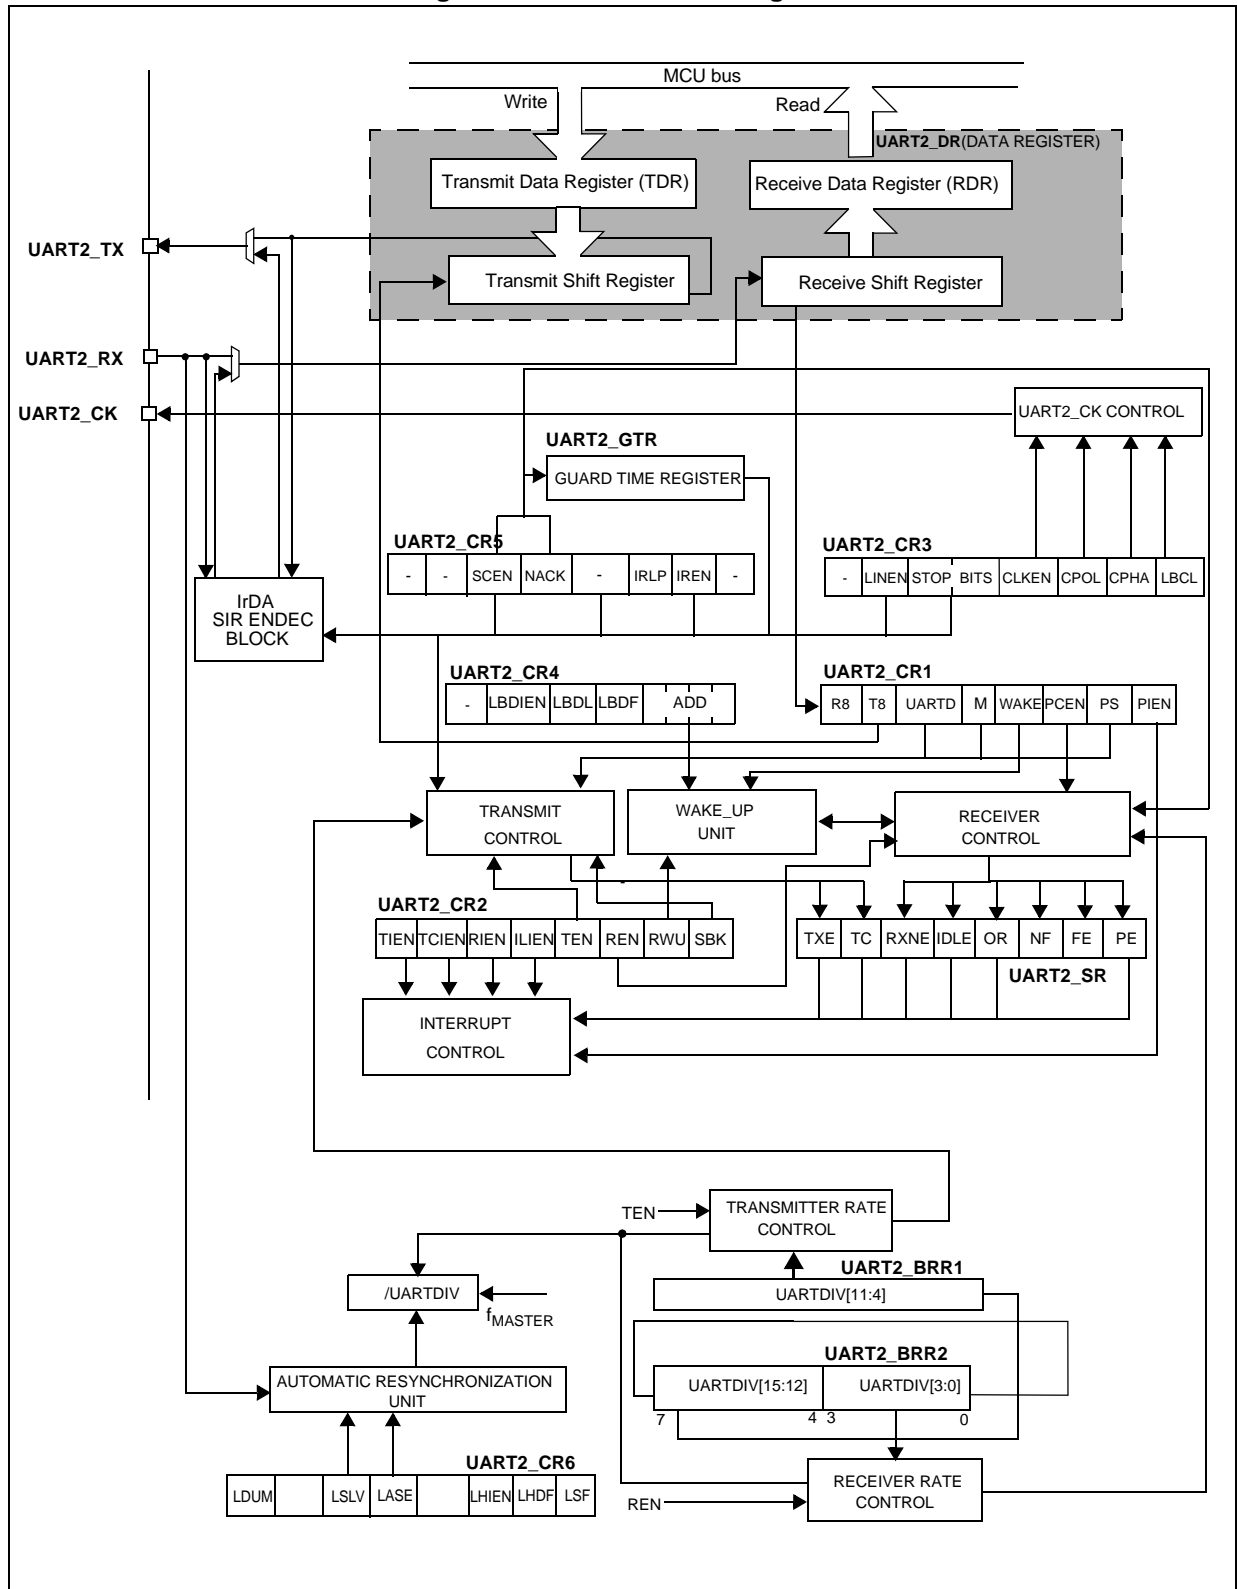 MCU bus
Write
Read
UART2_DR(DATA REGISTER)
Transmit Data Register (TDR)
Receive Data Register (RDR)
UART2_TX
Transmit Shift Register
Receive Shift Register
UART2_RX
UART2_CK
UART2_CK CONTROL
UART2_GTR
GUARD TIME REGISTER
UART2_CR5
- - SCEN NACK - IRLP IREN -
UART2_CR3
- LINEN STOP BITS CLKEN CPOL CPHA LBCL
IrDA
SIR ENDEC
BLOCK
UART2_CR4
- LBDIEN LBDL LBDF ADD
UART2_CR1
R8 T8 UARTD M WAKE PCEN PS PIEN
TRANSMIT
CONTROL
WAKE_UP
UNIT
RECEIVER
CONTROL
UART2_CR2
TIEN TCIEN RIEN ILIEN TEN REN RWU SBK
TXE TC RXNE IDLE OR NF FE PE
UART2_SR
INTERRUPT
CONTROL
TEN
TRANSMITTER RATE
CONTROL
UART2_BRR1
UARTDIV[11:4]
/UARTDIV
fMASTER
UART2_BRR2
UARTDIV[15:12] UARTDIV[3:0]
7 4 3 0
AUTOMATIC RESYNCHRONIZATION
UNIT
UART2_CR6
LDUM LSLV LASE LHIEN LHDF LSF
REN
RECEIVER RATE
CONTROL